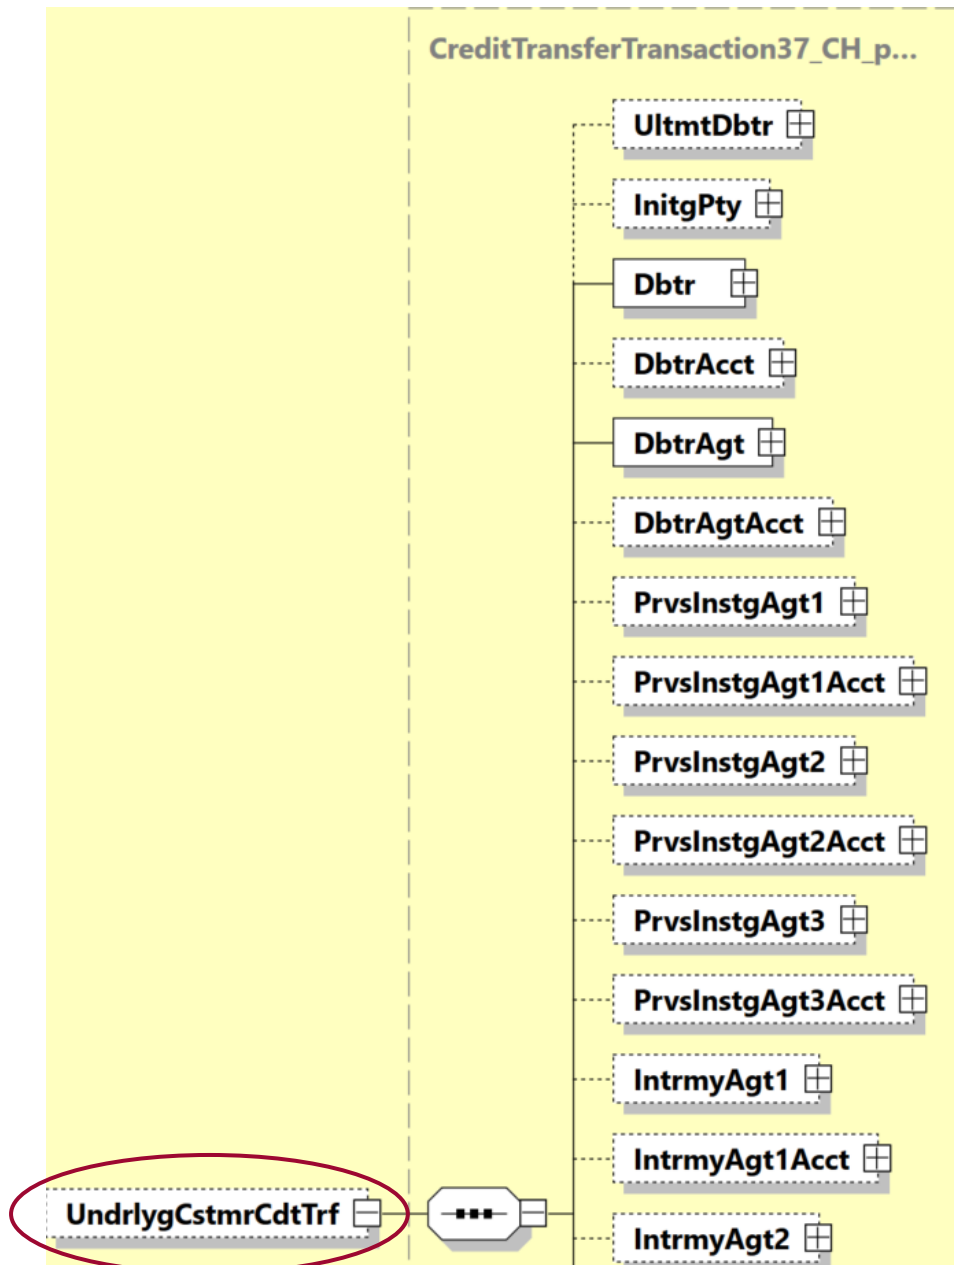 CreditTransferTransaction37_CH_p...
UltmtDbtr
InitgPty
Dbtr
DbtrAcct
DbtrAgt
DbtrAgtAcct
PrvsInstgAgt1
PrvsInstgAgt1Acct
PrvsInstgAgt2
PrvsInstgAgt2Acct
PrvsInstgAgt3
PrvsInstgAgt3Acct
IntrmyAgt1
IntrmyAgt1Acct
UndrlygCstmrCdtTrf
IntrmyAgt2